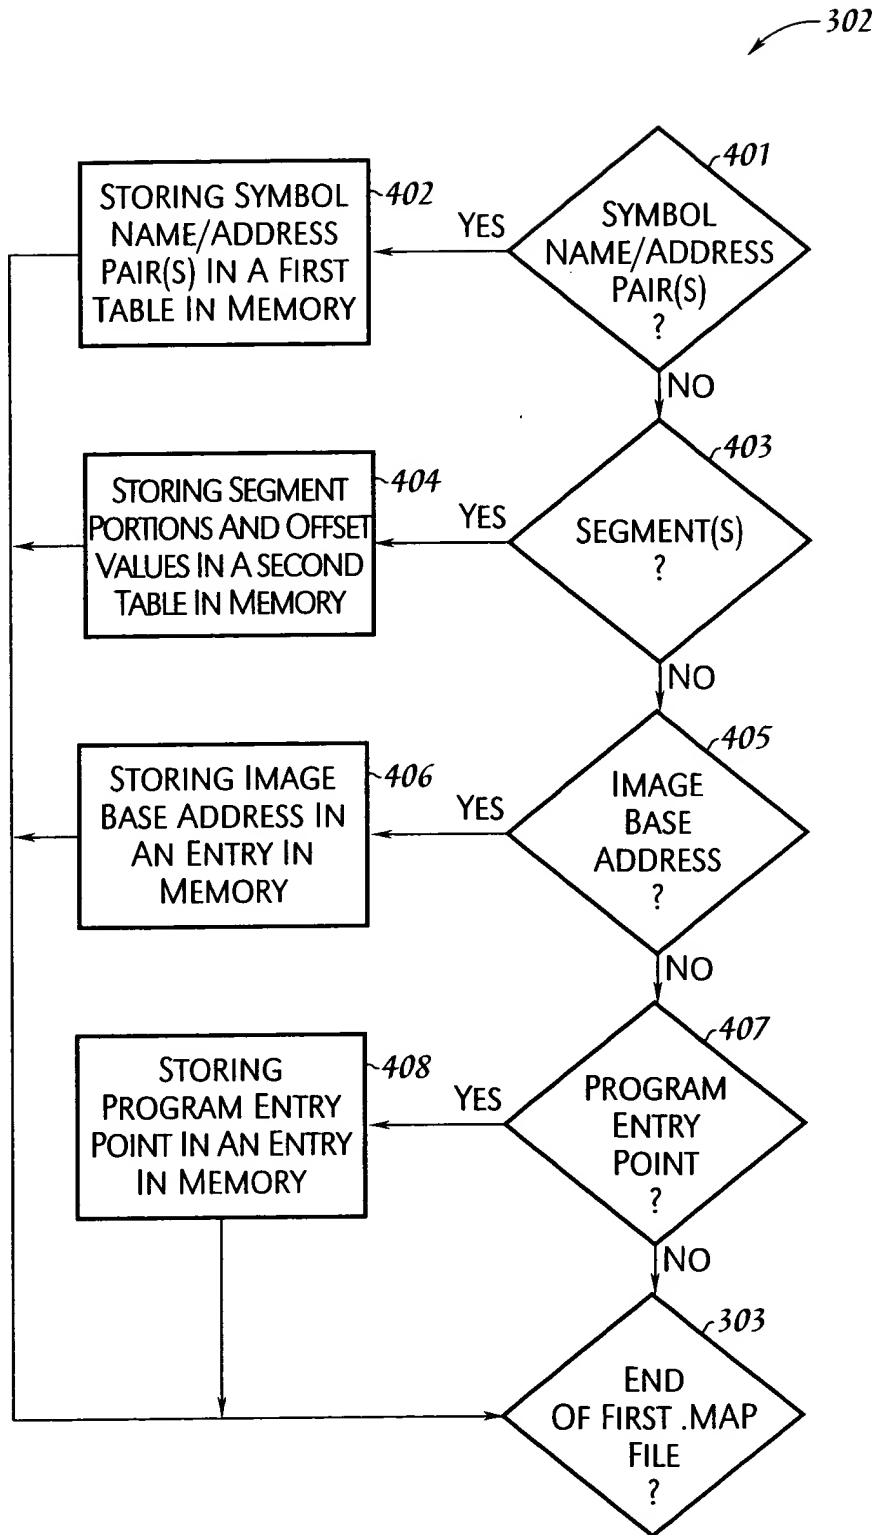 302
401
SYMBOL
NAME/ADDRESS
PAIR(S)
?
YES
402
STORING SYMBOL
NAME/ADDRESS
PAIR(S) IN A FIRST
TABLE IN MEMORY
NO
403
SEGMENT(S)
?
YES
404
STORING SEGMENT
PORTIONS AND OFFSET
VALUES IN A SECOND
TABLE IN MEMORY
NO
405
IMAGE
BASE
ADDRESS
?
YES
406
STORING IMAGE
BASE ADDRESS IN
AN ENTRY IN
MEMORY
NO
407
PROGRAM
ENTRY
POINT
?
YES
408
STORING
PROGRAM ENTRY
POINT IN AN ENTRY
IN MEMORY
NO
303
END
OF FIRST .MAP
FILE
?